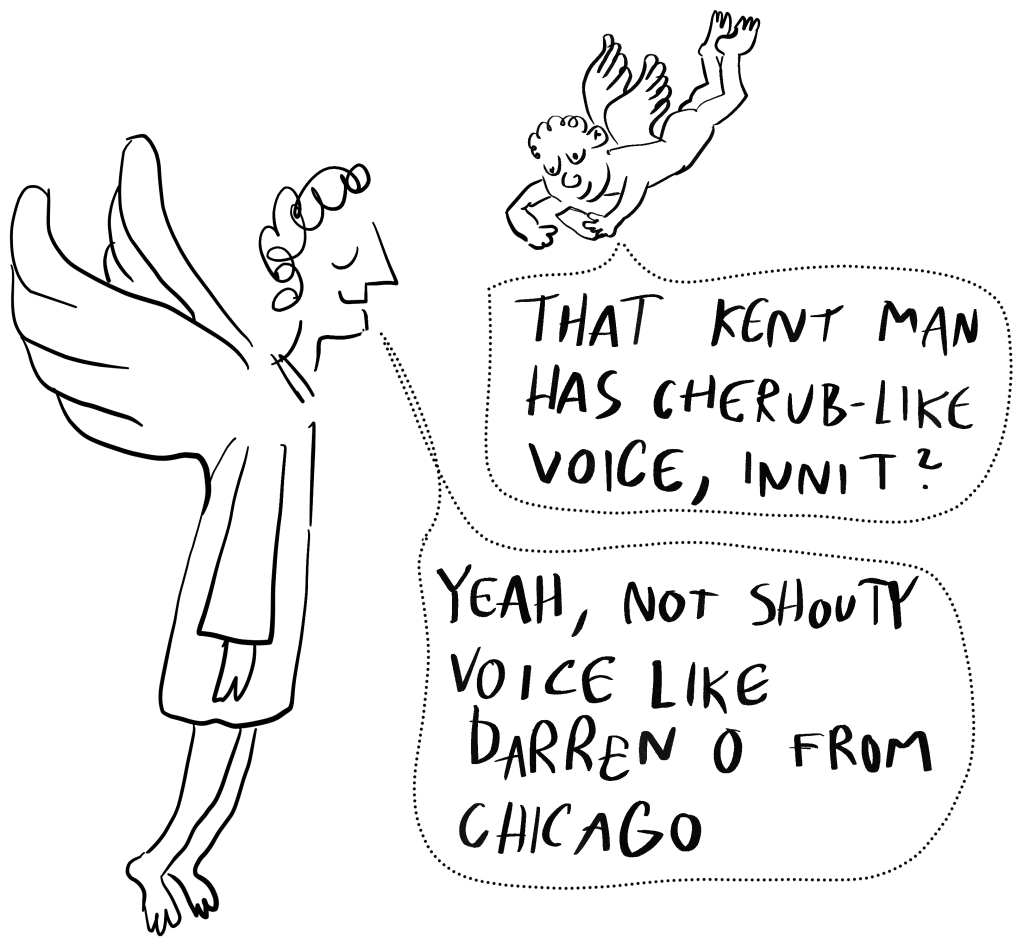 THAT KENT MAN
HAS CHERUB-LIKE
VOICE, INNIT?
YEAH, NOT SHOUTY
VOICE LIKE
DARREN O FROM
CHICAGO